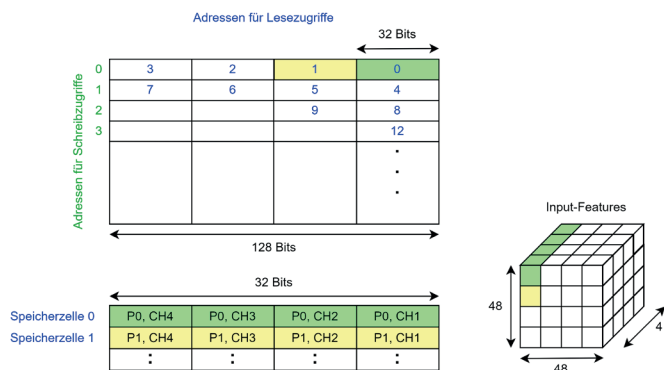 Adressen für Lesezugriffe
32 Bits
Adressen für Schreibzugriffe
0 3 2 1 0
1 7 6 5 4
2 9 8
3 12
128 Bits
32 Bits
Speicherzelle 0 P0, CH4 P0, CH3 P0, CH2 P0, CH1
Speicherzelle 1 P1, CH4 P1, CH3 P1, CH2 P1, CH1
Input-Features
48
4
48